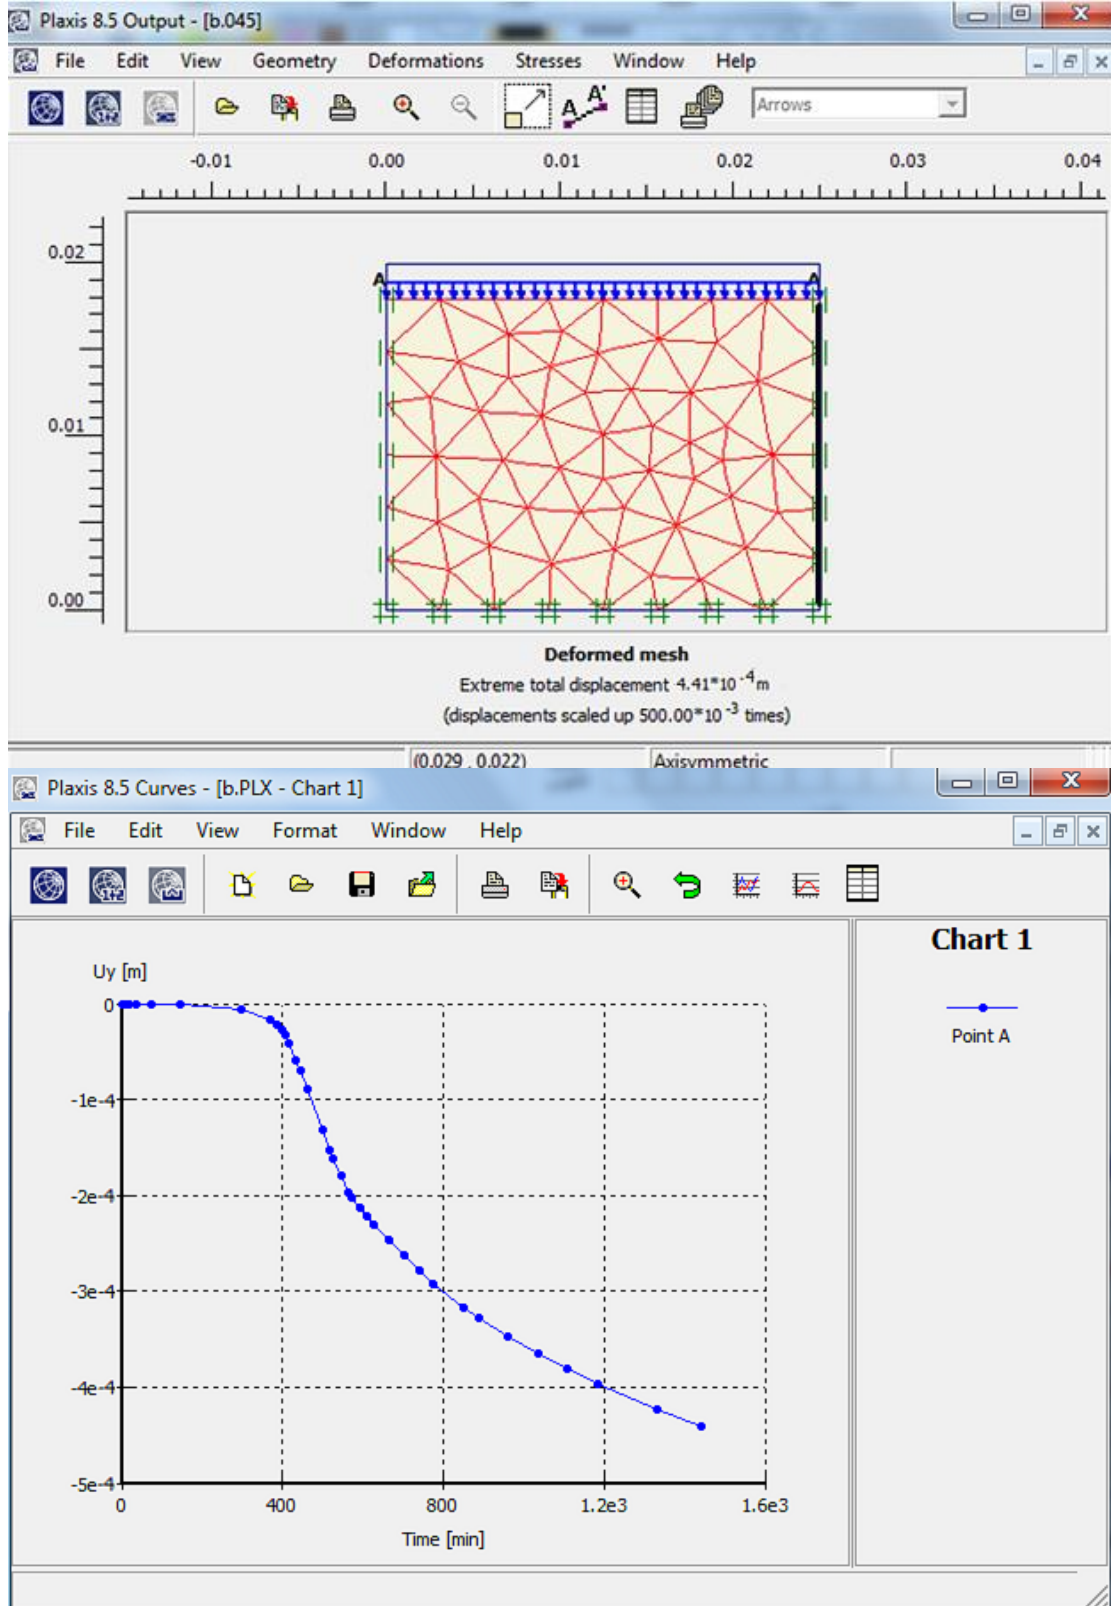 Plaxis 8.5 Output - [b.045]
File Edit View Geometry Deformations Stresses Window Help
A A' Arrows
-0.01 0.00 0.01 0.02 0.03 0.04
0.02
A A
0.01
0.00
Deformed mesh
Extreme total displacement 4.41*10⁻⁴m
(displacements scaled up 500.00*10⁻³ times)
(0.029 , 0.022) Axisymmetric
Plaxis 8.5 Curves - [b.PLX - Chart 1]
File Edit View Format Window Help
Chart 1
Uy [m]
0
Point A
-1e-4
-2e-4
-3e-4
-4e-4
-5e-4
0 400 800 1.2e3 1.6e3
Time [min]